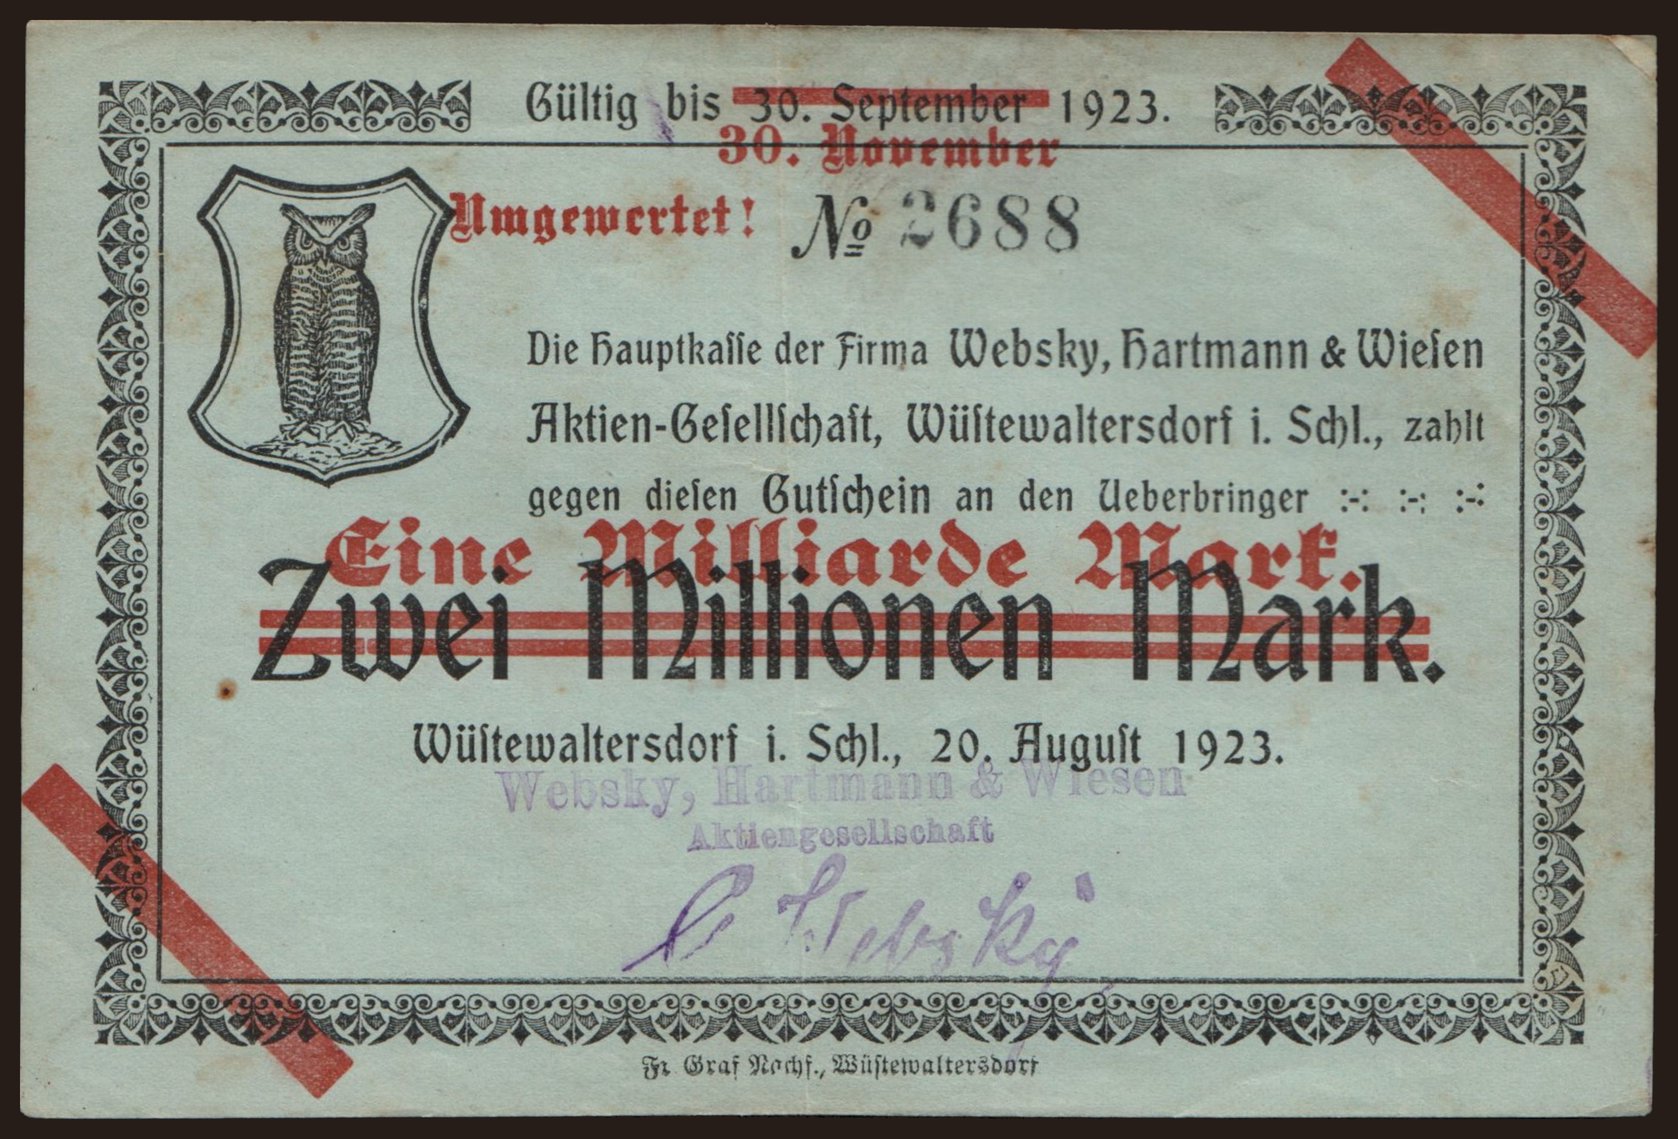 Gültig bis 30. September 1923.
30. November
Umgewertet!
No 2688
Die Hauptkaſſe der Firma Websky, Hartmann & Wieſen
Aktien-Geſellſchaft, Wüſtewaltersdorf i. Schl., zahlt
gegen dieſen Gutſchein an den Ueberbringer :-: :-: :-:
Eine Milliarde Mark.
Zwei Millionen Mark.
Wüſtewaltersdorf i. Schl., 20. Auguſt 1923.
Websky, Hartmann & Wiesen
Aktiengesellschaft
Websky
Fr. Graf Nachf., Wüſtewaltersdorf